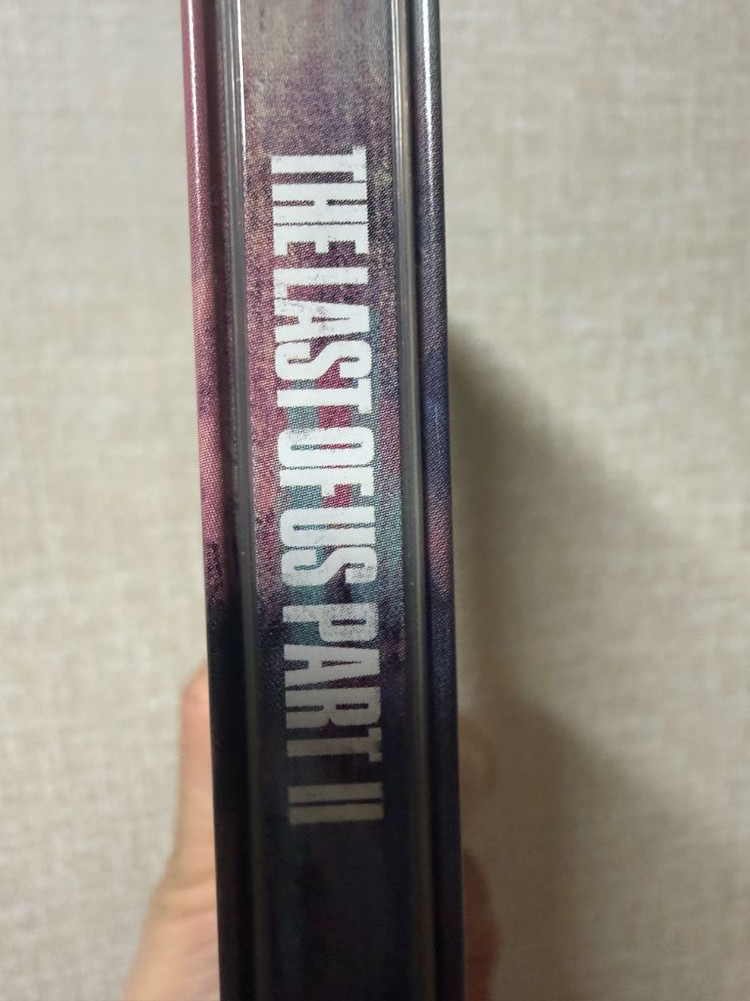 THE LAST OF US PART II